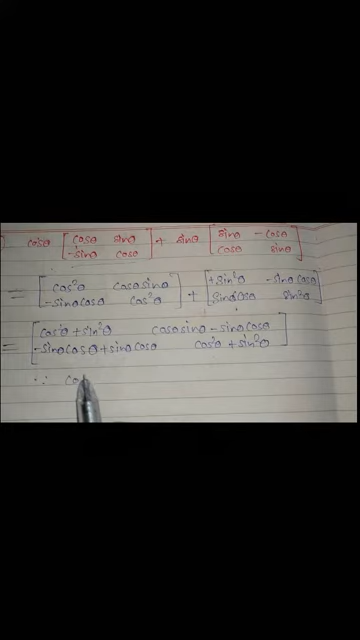 ] cosθ [ cosθ sinθ ] + sinθ [ sinθ - cosθ ]
-sinθ cosθ cosθ sinθ
= [ cos²θ cosθsinθ ] + [ +sin²θ -sinθcosθ ]
-sinθcosθ cos²θ sinθcosθ sin²θ
= [ cos²θ + sin²θ cosθsinθ - sinθcosθ ]
-sinθcosθ + sinθcosθ cos²θ + sin²θ
∵ co